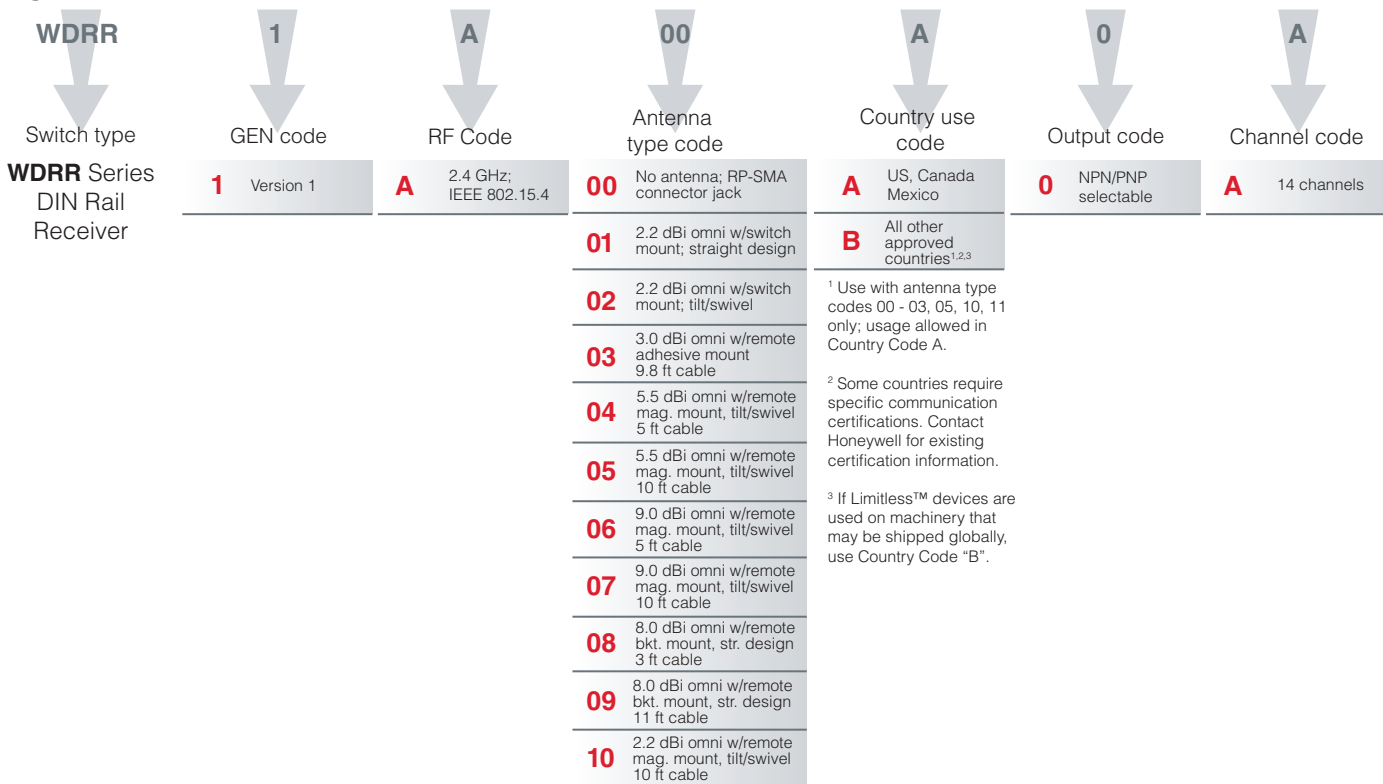 WDRR 1 A 00 A 0 A
Switch type
WDRR Series
DIN Rail
Receiver
GEN code
1 Version 1
RF Code
A 2.4 GHz;
IEEE 802.15.4
Antenna
type code
00 No antenna; RP-SMA
connector jack
01 2.2 dBi omni w/switch
mount; straight design
02 2.2 dBi omni w/switch
mount; tilt/swivel
03 3.0 dBi omni w/remote
adhesive mount
9.8 ft cable
04 5.5 dBi omni w/remote
mag. mount, tilt/swivel
5 ft cable
05 5.5 dBi omni w/remote
mag. mount, tilt/swivel
10 ft cable
06 9.0 dBi omni w/remote
mag. mount, tilt/swivel
5 ft cable
07 9.0 dBi omni w/remote
mag. mount, tilt/swivel
10 ft cable
08 8.0 dBi omni w/remote
bkt. mount, str. design
3 ft cable
09 8.0 dBi omni w/remote
bkt. mount, str. design
11 ft cable
10 2.2 dBi omni w/remote
mag. mount, tilt/swivel
10 ft cable
Country use
code
A US, Canada
Mexico
B All other
approved
countries1,2,3
1 Use with antenna type
codes 00 - 03, 05, 10, 11
only; usage allowed in
Country Code A.
2 Some countries require
specific communication
certifications. Contact
Honeywell for existing
certification information.
3 If Limitless™ devices are
used on machinery that
may be shipped globally,
use Country Code “B”.
Output code
0 NPN/PNP
selectable
Channel code
A 14 channels